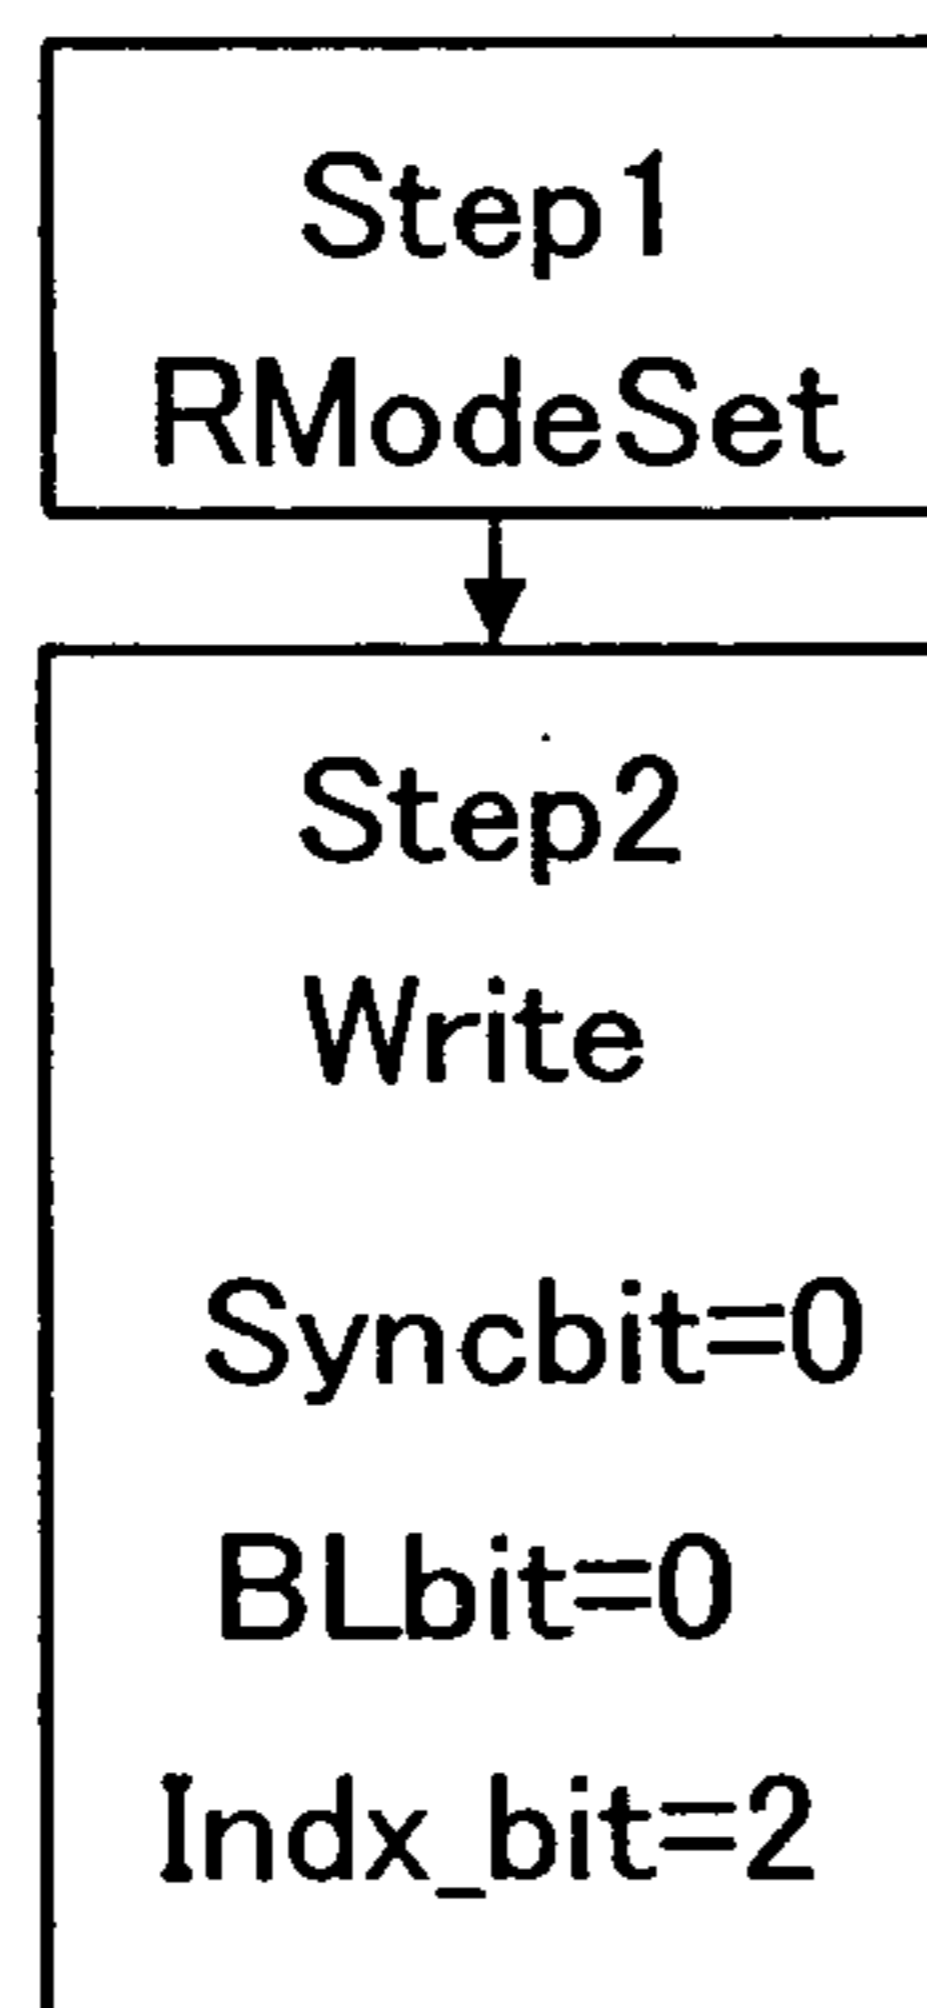 Step1
RModeSet
Step2
Write
Syncbit=0
BLbit=0
Indx_bit=2